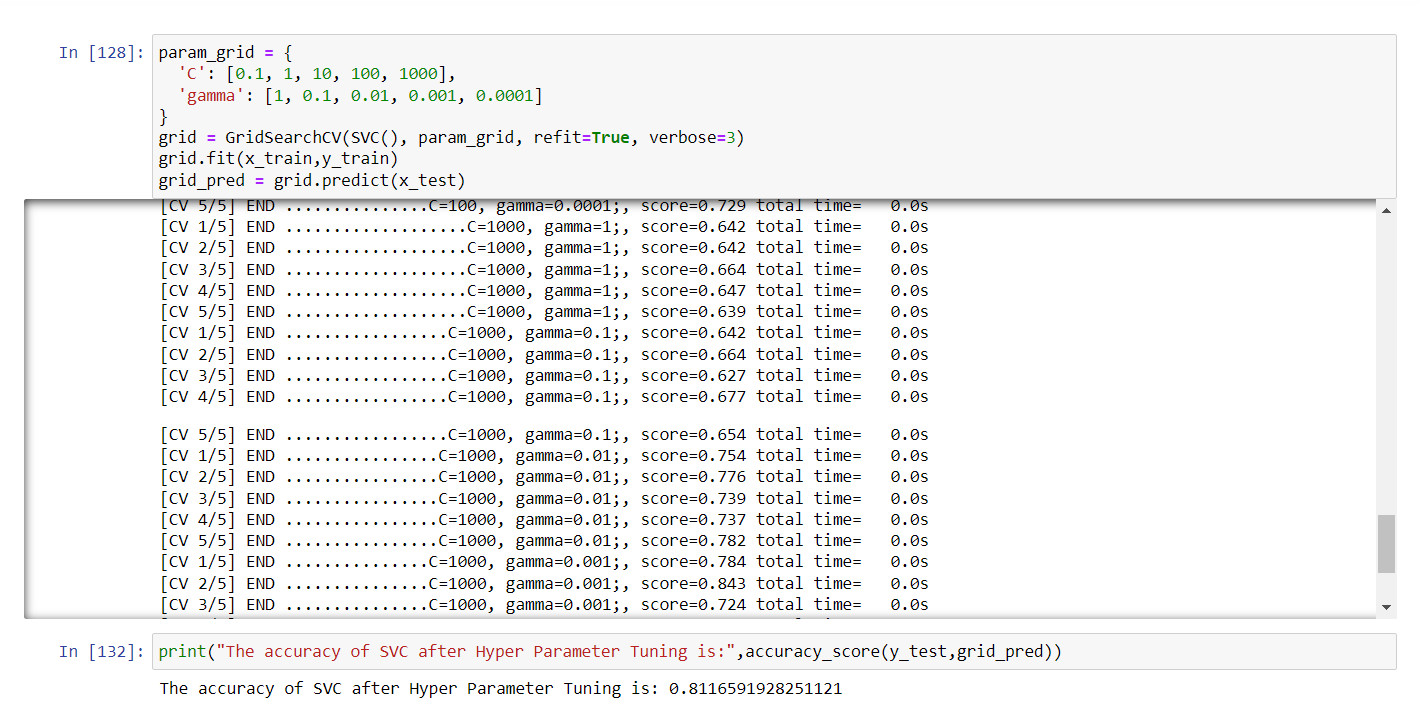 In [128]:
param_grid = {
  'C': [0.1, 1, 10, 100, 1000],
  'gamma': [1, 0.1, 0.01, 0.001, 0.0001]
}
grid = GridSearchCV(SVC(), param_grid, refit=True, verbose=3)
grid.fit(x_train,y_train)
grid_pred = grid.predict(x_test)
[CV 5/5] END ...............C=100, gamma=0.0001;, score=0.729 total time=   0.0s
[CV 1/5] END ...................C=1000, gamma=1;, score=0.642 total time=   0.0s
[CV 2/5] END ...................C=1000, gamma=1;, score=0.642 total time=   0.0s
[CV 3/5] END ...................C=1000, gamma=1;, score=0.664 total time=   0.0s
[CV 4/5] END ...................C=1000, gamma=1;, score=0.647 total time=   0.0s
[CV 5/5] END ...................C=1000, gamma=1;, score=0.639 total time=   0.0s
[CV 1/5] END .................C=1000, gamma=0.1;, score=0.642 total time=   0.0s
[CV 2/5] END .................C=1000, gamma=0.1;, score=0.664 total time=   0.0s
[CV 3/5] END .................C=1000, gamma=0.1;, score=0.627 total time=   0.0s
[CV 4/5] END .................C=1000, gamma=0.1;, score=0.677 total time=   0.0s
[CV 5/5] END .................C=1000, gamma=0.1;, score=0.654 total time=   0.0s
[CV 1/5] END ................C=1000, gamma=0.01;, score=0.754 total time=   0.0s
[CV 2/5] END ................C=1000, gamma=0.01;, score=0.776 total time=   0.0s
[CV 3/5] END ................C=1000, gamma=0.01;, score=0.739 total time=   0.0s
[CV 4/5] END ................C=1000, gamma=0.01;, score=0.737 total time=   0.0s
[CV 5/5] END ................C=1000, gamma=0.01;, score=0.782 total time=   0.0s
[CV 1/5] END ...............C=1000, gamma=0.001;, score=0.784 total time=   0.0s
[CV 2/5] END ...............C=1000, gamma=0.001;, score=0.843 total time=   0.0s
[CV 3/5] END ...............C=1000, gamma=0.001;, score=0.724 total time=   0.0s
In [132]:
print("The accuracy of SVC after Hyper Parameter Tuning is:",accuracy_score(y_test,grid_pred))
The accuracy of SVC after Hyper Parameter Tuning is: 0.8116591928251121